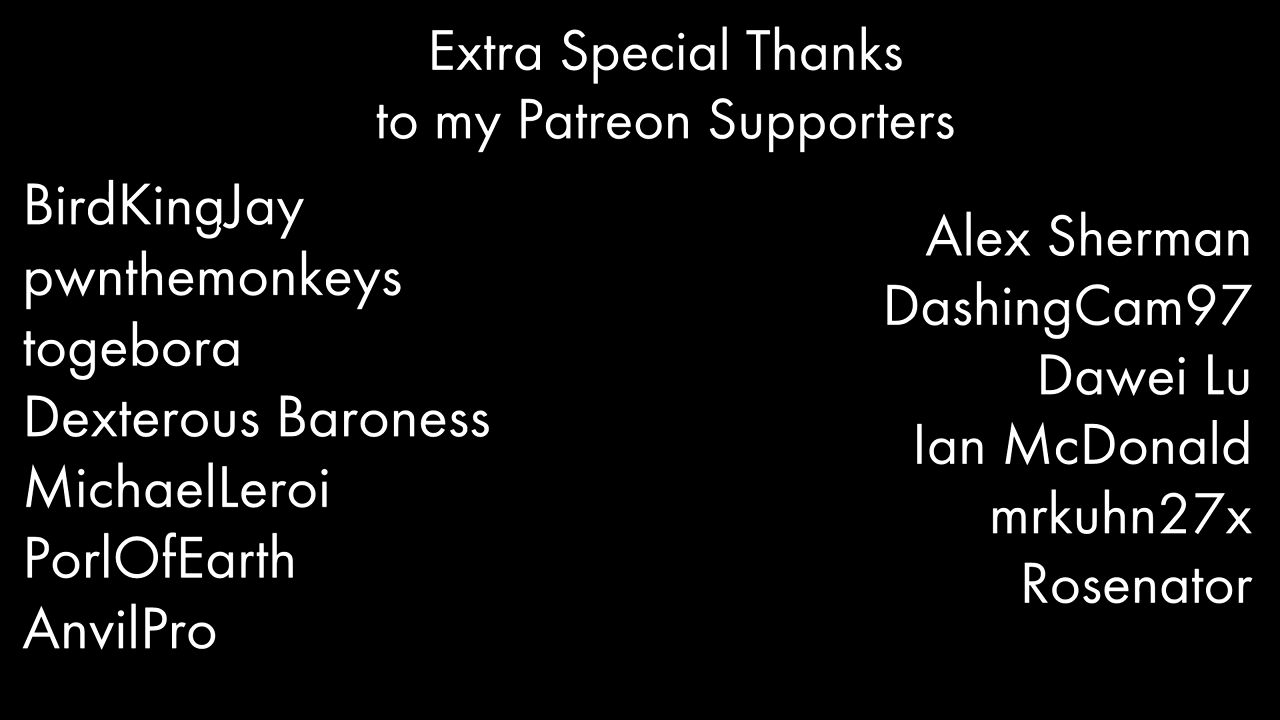 Extra Special Thanks
to my Patreon Supporters
BirdKingJay
pwnthemonkeys
togebora
Dexterous Baroness
MichaelLeroi
PorlOfEarth
AnvilPro
Alex Sherman
DashingCam97
Dawei Lu
Ian McDonald
mrkuhn27x
Rosenator